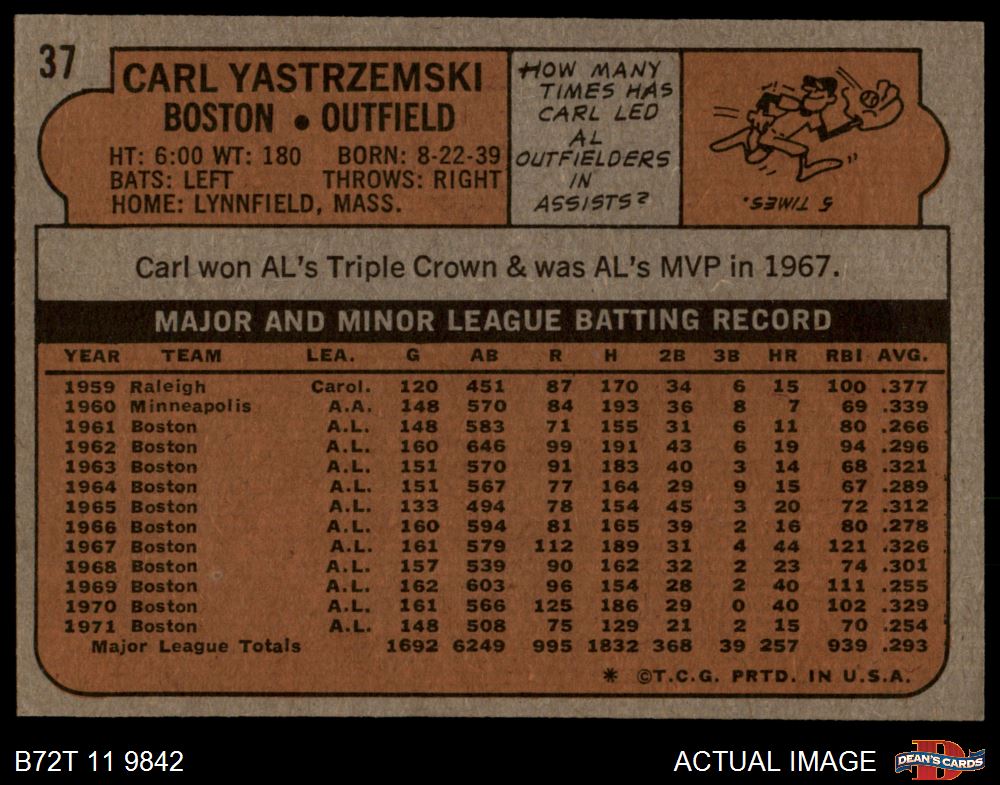 37
CARL YASTRZEMSKI
BOSTON • OUTFIELD
HT: 6:00 WT: 180 BORN: 8-22-39
BATS: LEFT THROWS: RIGHT
HOME: LYNNFIELD, MASS.
HOW MANY
TIMES HAS
CARL LED
AL
OUTFIELDERS
IN
ASSISTS?
5 TIMES.
Carl won AL's Triple Crown & was AL's MVP in 1967.
MAJOR AND MINOR LEAGUE BATTING RECORD
YEAR TEAM LEA. G AB R H 2B 3B HR RBI AVG.
1959 Raleigh Carol. 120 451 87 170 34 6 15 100 .377
1960 Minneapolis A.A. 148 570 84 193 36 8 7 69 .339
1961 Boston A.L. 148 583 71 155 31 6 11 80 .266
1962 Boston A.L. 160 646 99 191 43 6 19 94 .296
1963 Boston A.L. 151 570 91 183 40 3 14 68 .321
1964 Boston A.L. 151 567 77 164 29 9 15 67 .289
1965 Boston A.L. 133 494 78 154 45 3 20 72 .312
1966 Boston A.L. 160 594 81 165 39 2 16 80 .278
1967 Boston A.L. 161 579 112 189 31 4 44 121 .326
1968 Boston A.L. 157 539 90 162 32 2 23 74 .301
1969 Boston A.L. 162 603 96 154 28 2 40 111 .255
1970 Boston A.L. 161 566 125 186 29 0 40 102 .329
1971 Boston A.L. 148 508 75 129 21 2 15 70 .254
Major League Totals 1692 6249 995 1832 368 39 257 939 .293
* ©T.C.G. PRTD. IN U.S.A.
B72T 11 9842
ACTUAL IMAGE
D
DEAN'S CARDS